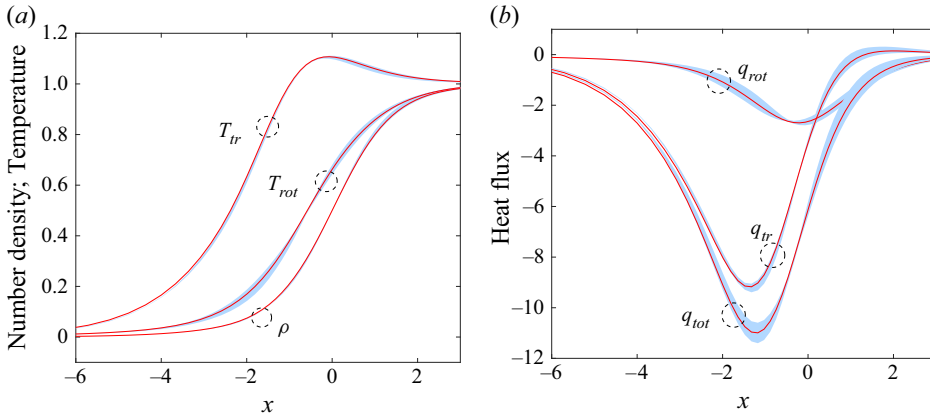 (a)
1.2
1.0
0.8
0.6
0.4
0.2
0
Number density; Temperature
T_tr
T_rot
ρ
−6 −4 −2 0 2
x
(b)
0
−2
−4
−6
−8
−10
−12
Heat flux
q_rot
q_tr
q_tot
−6 −4 −2 0 2
x